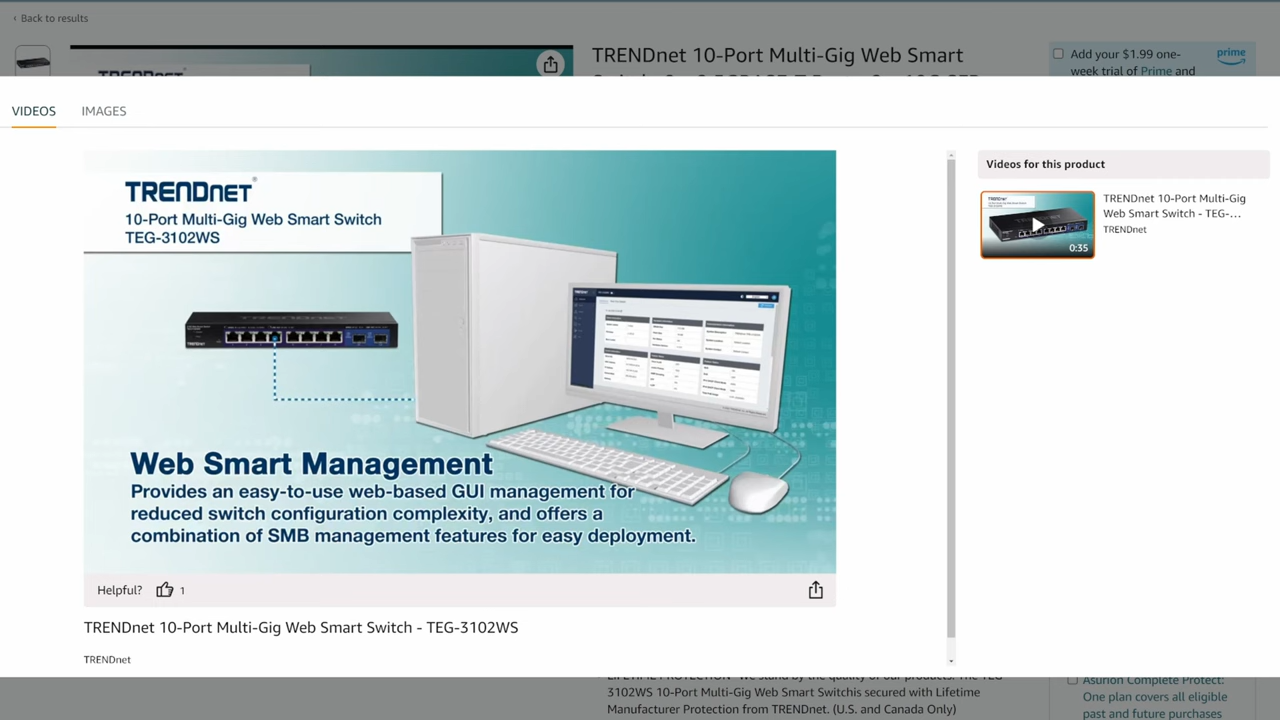 ‹ Back to results
TRENDnet 10-Port Multi-Gig Web Smart
Add your $1.99 one-
week trial of Prime and
prime
VIDEOS
IMAGES
TRENDNET®
10-Port Multi-Gig Web Smart Switch
TEG-3102WS
TRENDNET
Web Smart Management
Provides an easy-to-use web-based GUI management for
reduced switch configuration complexity, and offers a
combination of SMB management features for easy deployment.
Helpful?
1
TRENDnet 10-Port Multi-Gig Web Smart Switch - TEG-3102WS
TRENDnet
Videos for this product
0:35
TRENDnet 10-Port Multi-Gig
Web Smart Switch - TEG-...
TRENDnet
3102WS 10-Port Multi-Gig Web Smart Switchis secured with Lifetime
Manufacturer Protection from TRENDnet. (U.S. and Canada Only)
Asurion Complete Protect:
One plan covers all eligible
past and future purchases